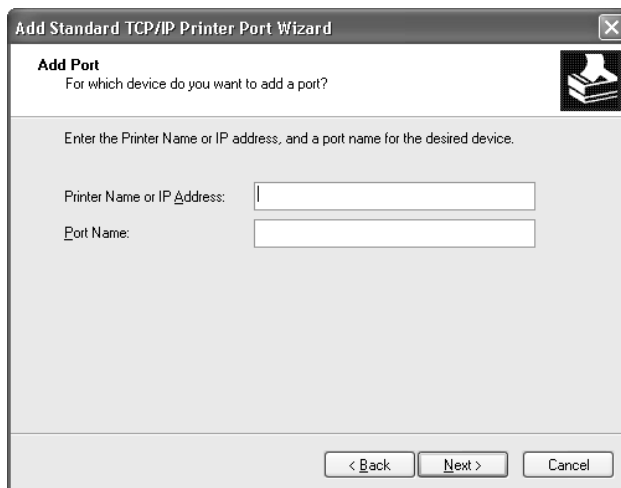 Add Standard TCP/IP Printer Port Wizard
Add Port
For which device do you want to add a port?
Enter the Printer Name or IP address, and a port name for the desired device.
Printer Name or IP Address:
Port Name:
< Back
Next >
Cancel